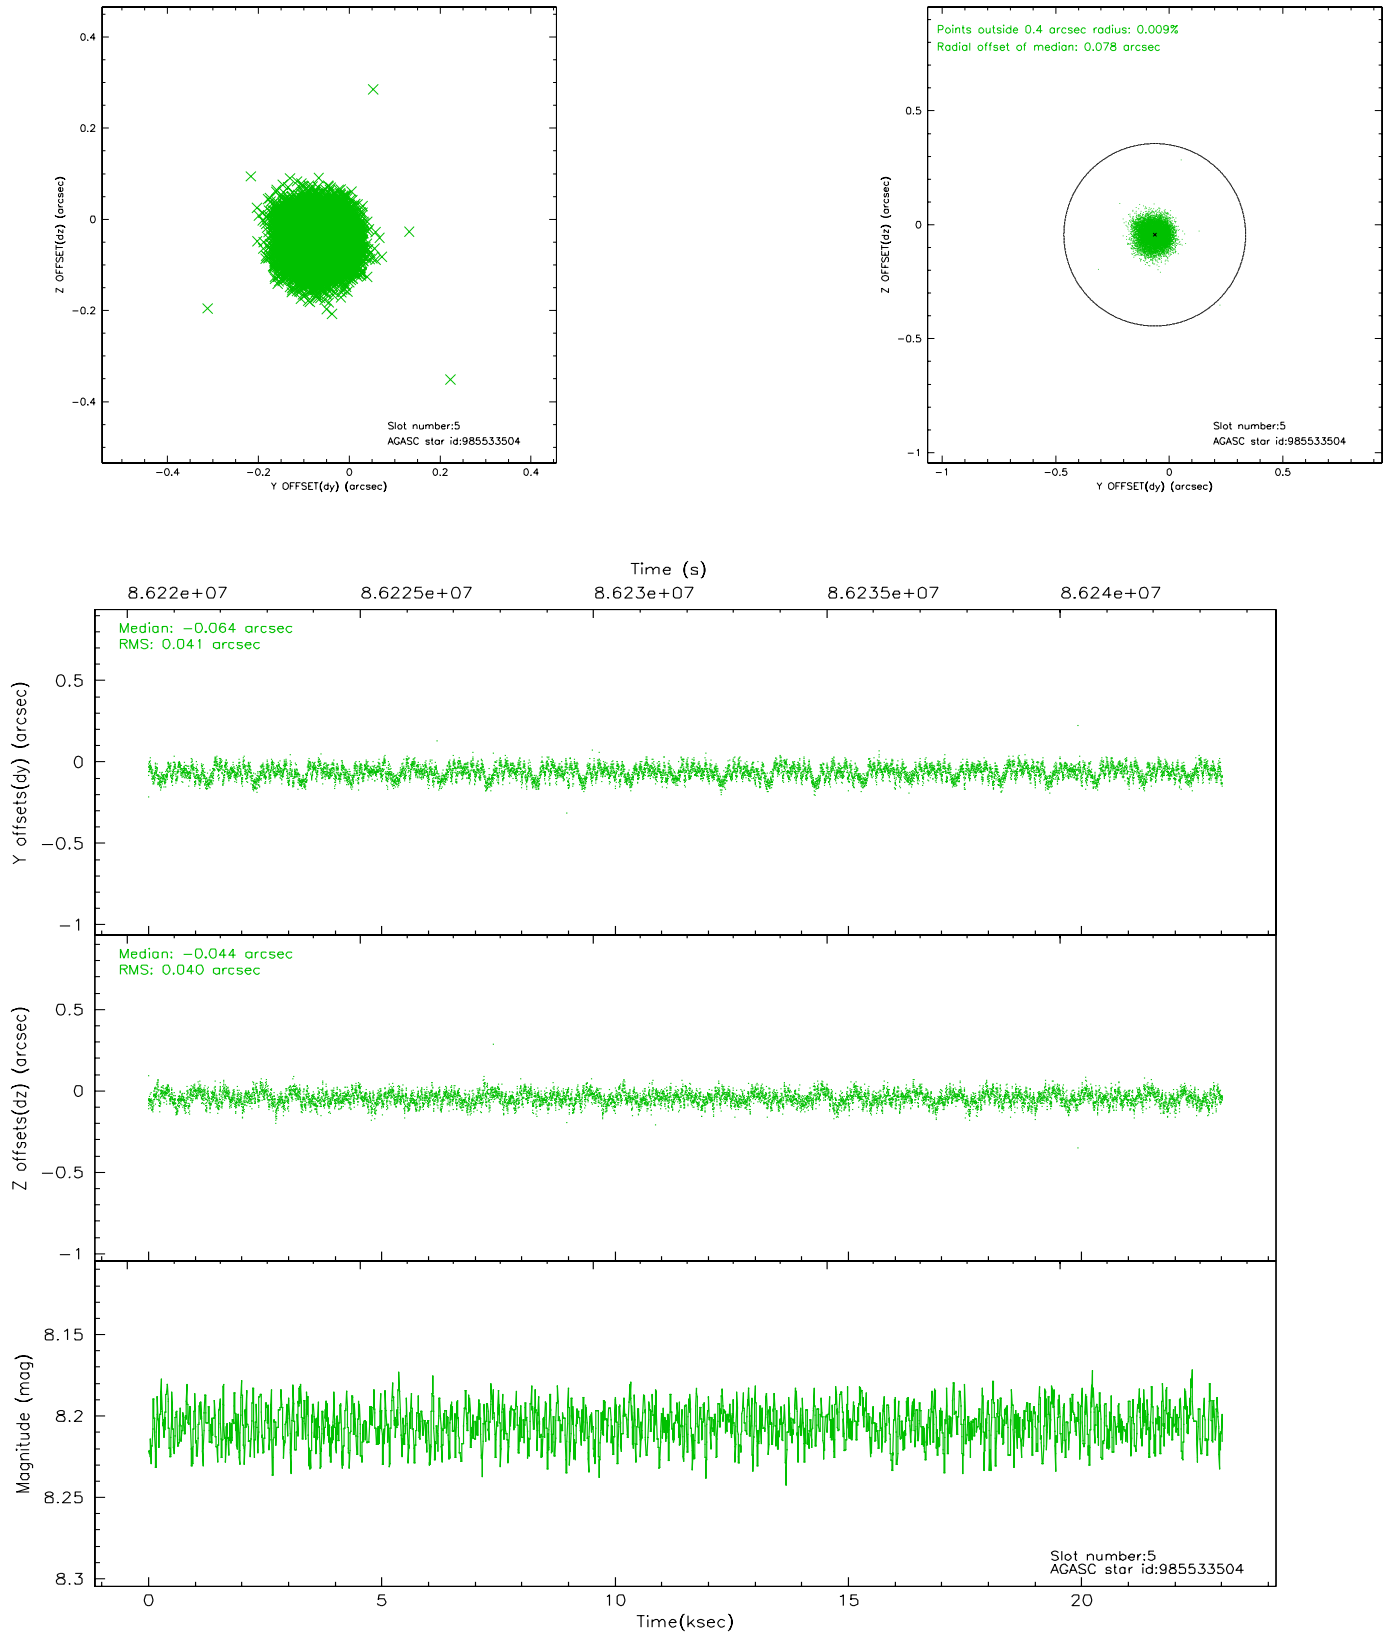 0.4
0.2
0
−0.2
−0.4
Z OFFSET(dz) (arcsec)
Slot number:5
AGASC star id:985533504
−0.4 −0.2 0 0.2 0.4
Y OFFSET(dy) (arcsec)
Points outside 0.4 arcsec radius: 0.009%
Radial offset of median: 0.078 arcsec
0.5
0
−0.5
−1
Z OFFSET(dz) (arcsec)
Slot number:5
AGASC star id:985533504
−1 −0.5 0 0.5
Y OFFSET(dy) (arcsec)
Time (s)
8.622e+07 8.6225e+07 8.623e+07 8.6235e+07 8.624e+07
Median: −0.064 arcsec
RMS: 0.041 arcsec
0.5
0
−0.5
−1
Y offsets(dy) (arcsec)
Median: −0.044 arcsec
RMS: 0.040 arcsec
0.5
0
−0.5
−1
Z offsets(dz) (arcsec)
8.15
8.2
8.25
8.3
Magnitude (mag)
Slot number:5
AGASC star id:985533504
0 5 10 15 20
Time(ksec)